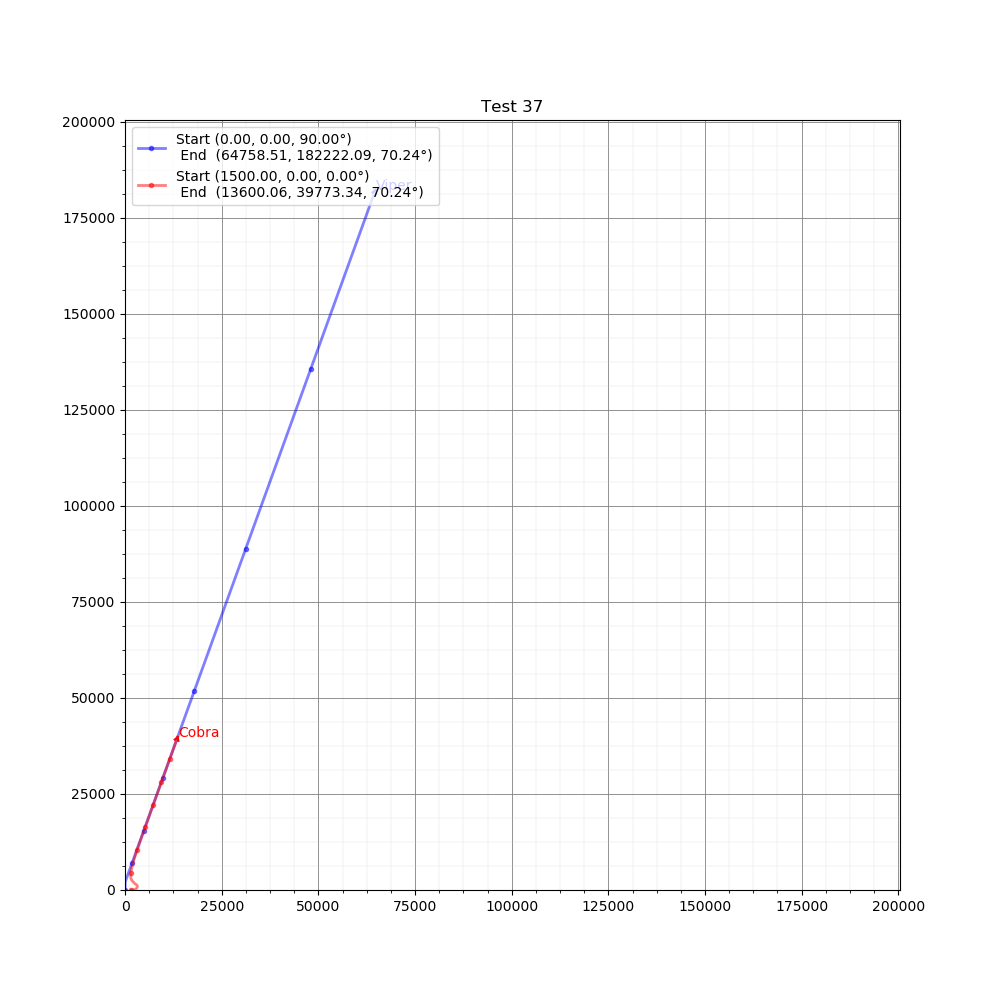 Test 37
200000
175000
150000
125000
100000
75000
50000
25000
0
Start (0.00, 0.00, 90.00°)
End (64758.51, 182222.09, 70.24°)
Start (1500.00, 0.00, 0.00°)
End (13600.06, 39773.34, 70.24°)
Viper
Cobra
0 25000 50000 75000 100000 125000 150000 175000 200000